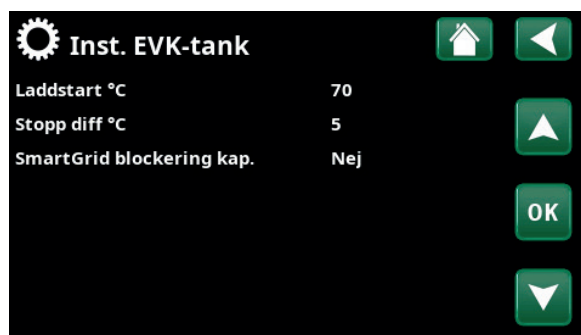 Inst. EVK-tank
Laddstart °C 70
Stopp diff °C 5
SmartGrid blockering kap. Nej
OK